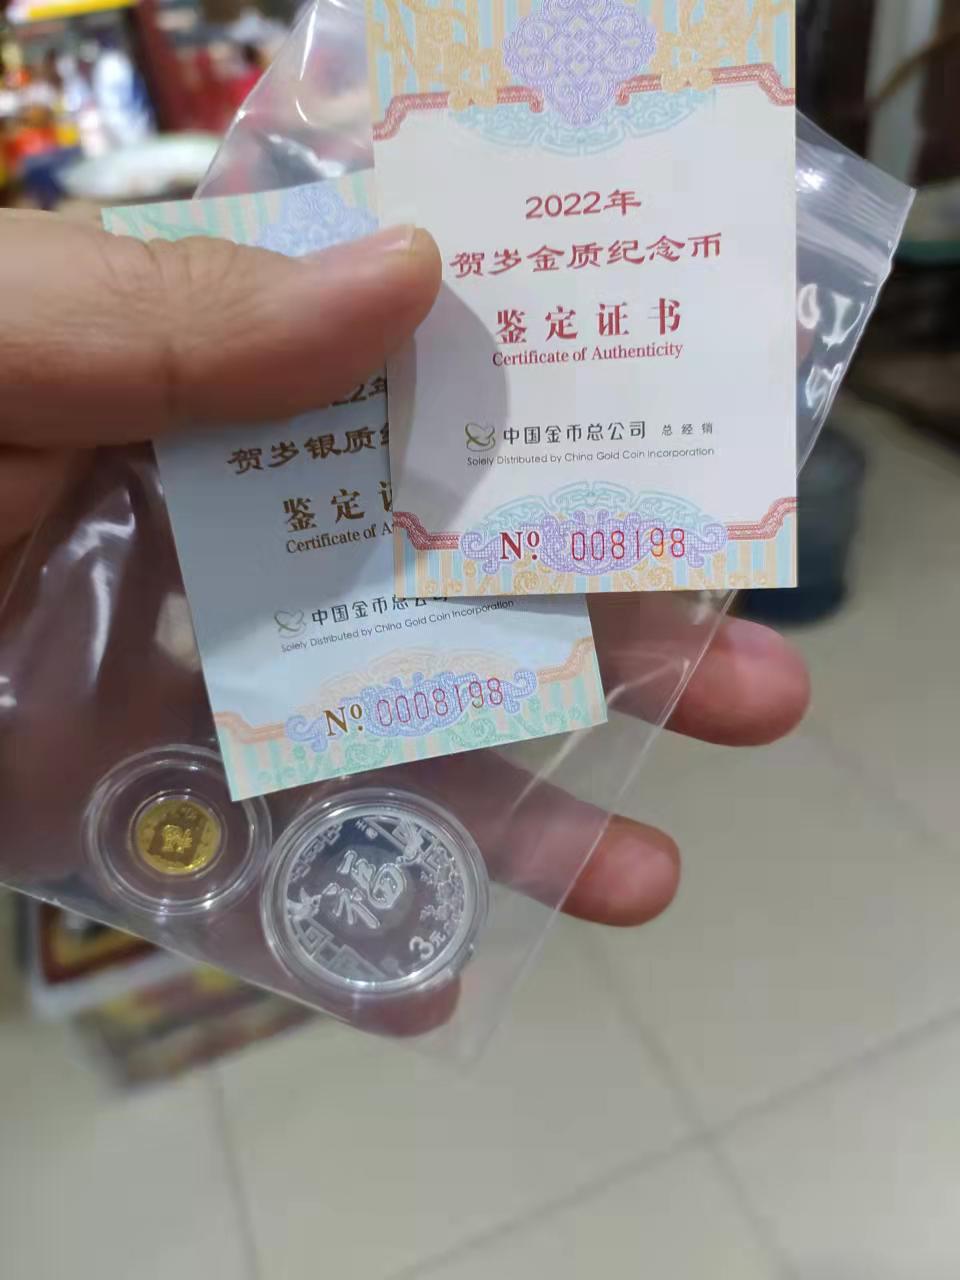 2022年
贺岁金质纪念币
鉴定证书
Certificate of Authenticity
中国金币总公司 总经销
Solely Distributed by China Gold Coin Incorporation
Nº. 008198
22年
贺岁银质
鉴定
Certificate of A
中国金币总公司
Solely Distributed by China Gold Coin Incorporation
Nº. 0008198
福
3元